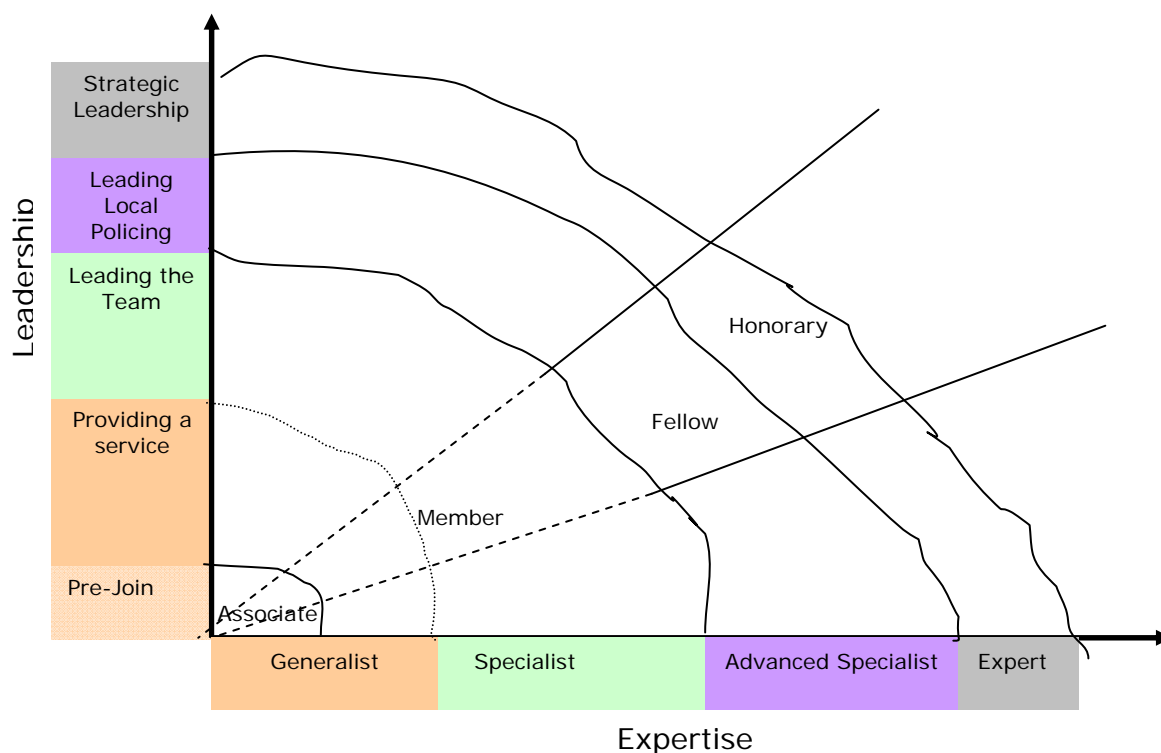 Strategic
Leadership
Leading
Local
Policing
Leading the
Team
Providing a
service
Pre-Join
Leadership
Honorary
Fellow
Member
Associate
Generalist
Specialist
Advanced Specialist
Expert
Expertise